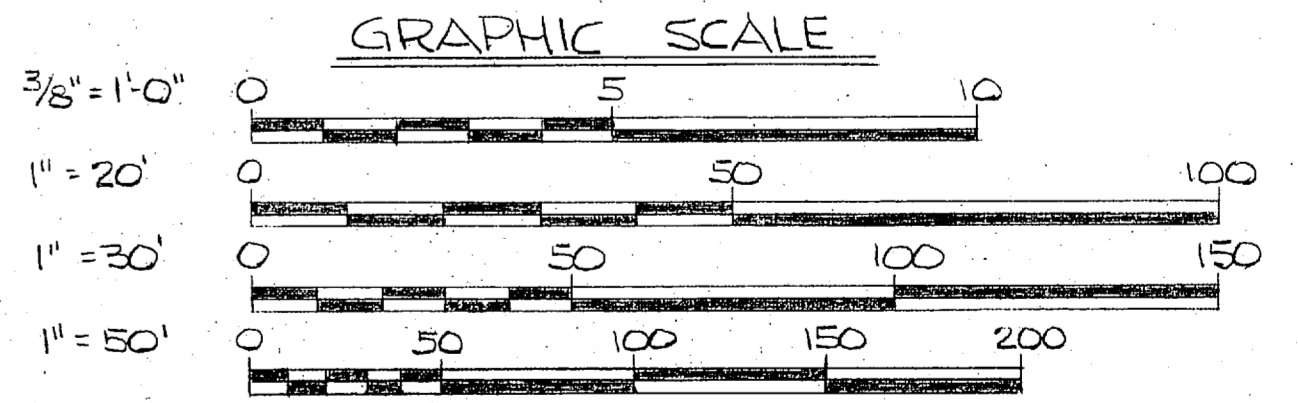 GRAPHIC SCALE
3/8" = 1'-0" 0 5 10
1" = 20' 0 50 100
1" = 30' 0 50 100 150
1" = 50' 0 50 100 150 200